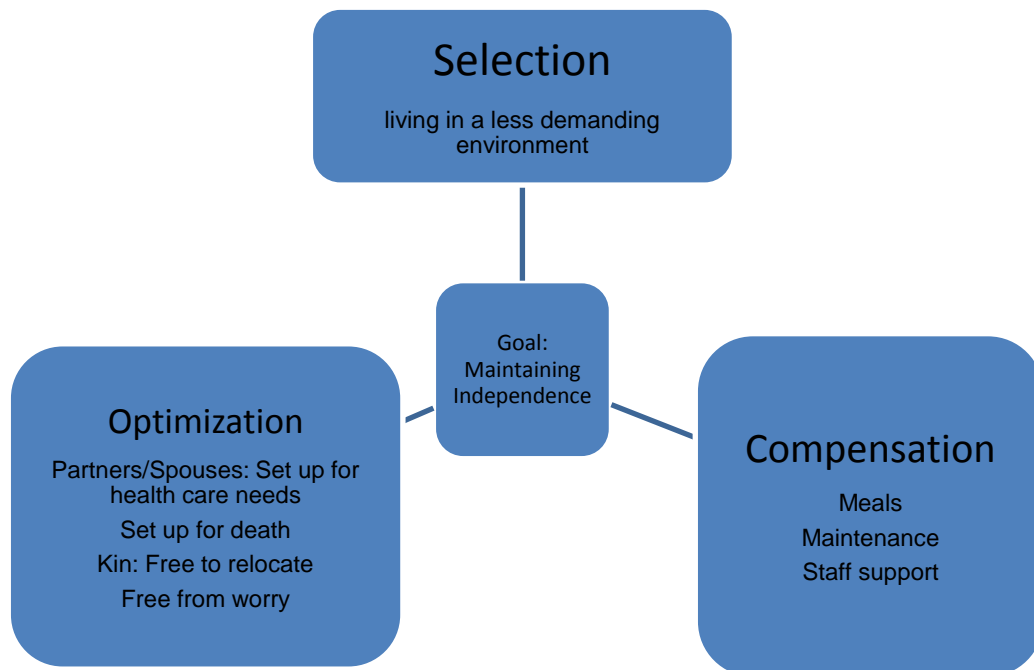 Selection
living in a less demanding
environment
Goal:
Maintaining
Independence
Optimization
Partners/Spouses: Set up for
health care needs
Set up for death
Kin: Free to relocate
Free from worry
Compensation
Meals
Maintenance
Staff support